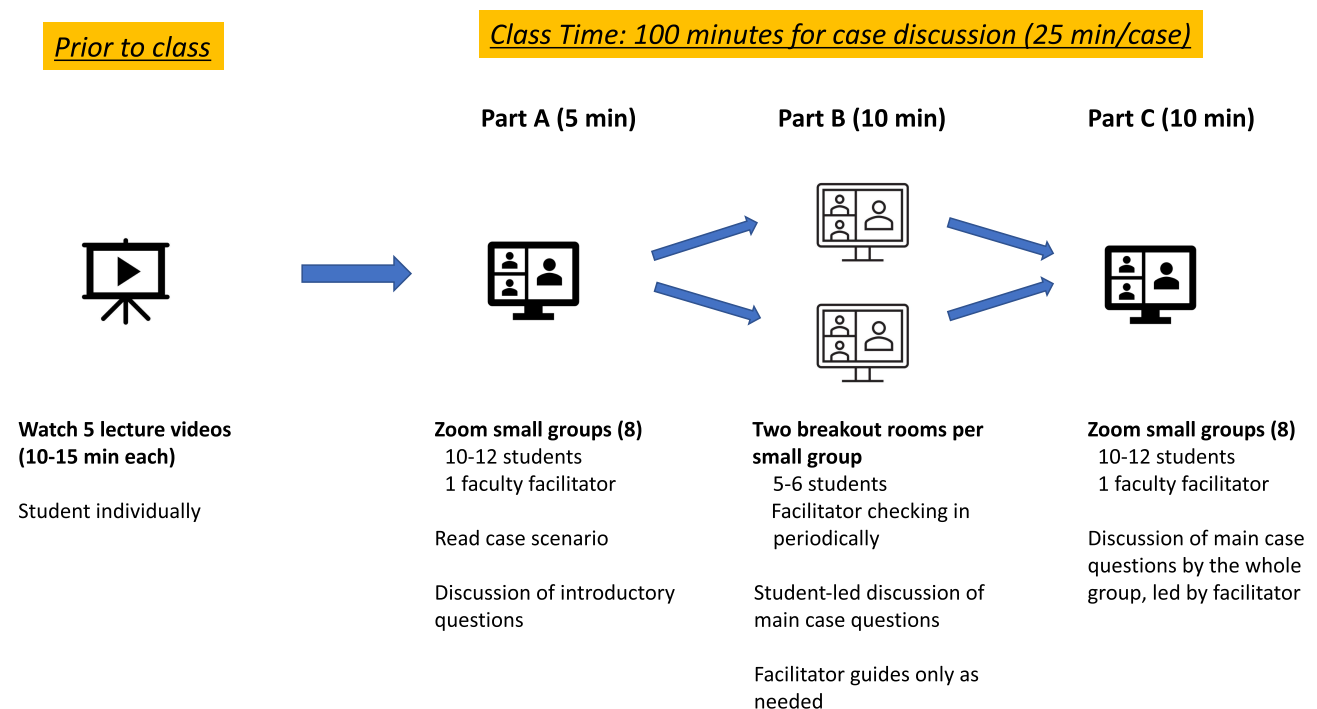 Prior to class
Class Time: 100 minutes for case discussion (25 min/case)
Part A (5 min)
Part B (10 min)
Part C (10 min)
Watch 5 lecture videos
(10-15 min each)
Student individually
Zoom small groups (8)
10-12 students
1 faculty facilitator
Read case scenario
Discussion of introductory
questions
Two breakout rooms per
small group
5-6 students
Facilitator checking in
periodically
Student-led discussion of
main case questions
Facilitator guides only as
needed
Zoom small groups (8)
10-12 students
1 faculty facilitator
Discussion of main case
questions by the whole
group, led by facilitator